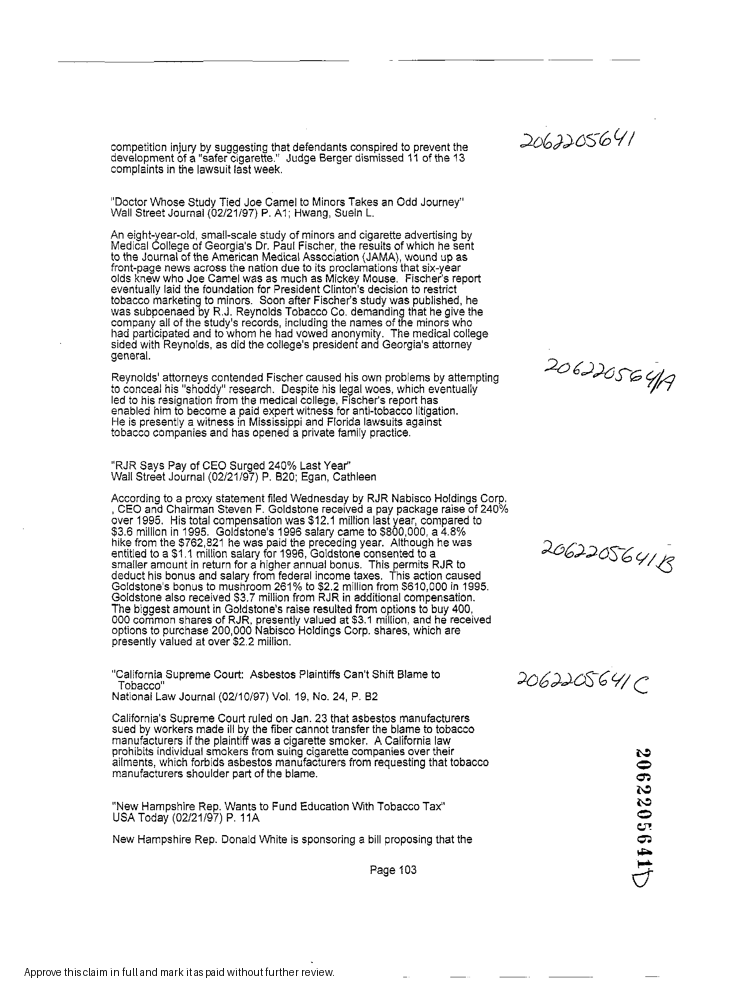 2062205641
competition injury by suggesting that defendants conspired to prevent the
development of a "safer cigarette."  Judge Berger dismissed 11 of the 13
complaints in the lawsuit last week.
"Doctor Whose Study Tied Joe Camel to Minors Takes an Odd Journey"
Wall Street Journal (02/21/97) P. A1; Hwang, Suein L.
An eight-year-old, small-scale study of minors and cigarette advertising by
Medical College of Georgia's Dr. Paul Fischer, the results of which he sent
to the Journal of the American Medical Association (JAMA), wound up as
front-page news across the nation due to its proclamations that six-year
olds knew who Joe Camel was as much as Mickey Mouse.  Fischer's report
eventually laid the foundation for President Clinton's decision to restrict
tobacco marketing to minors.  Soon after Fischer's study was published, he
was subpoenaed by R.J. Reynolds Tobacco Co. demanding that he give the
company all of the study's records, including the names of the minors who
had participated and to whom he had vowed anonymity.  The medical college
sided with Reynolds, as did the college's president and Georgia's attorney
general.
2062205641A
Reynolds' attorneys contended Fischer caused his own problems by attempting
to conceal his "shoddy" research.  Despite his legal woes, which eventually
led to his resignation from the medical college, Fischer's report has
enabled him to become a paid expert witness for anti-tobacco litigation.
He is presently a witness in Mississippi and Florida lawsuits against
tobacco companies and has opened a private family practice.
"RJR Says Pay of CEO Surged 240% Last Year"
Wall Street Journal (02/21/97) P. B20; Egan, Cathleen
According to a proxy statement filed Wednesday by RJR Nabisco Holdings Corp.
, CEO and Chairman Steven F. Goldstone received a pay package raise of 240%
over 1995.  His total compensation was $12.1 million last year, compared to
$3.6 million in 1995.  Goldstone's 1996 salary came to $800,000, a 4.8%
hike from the $762,821 he was paid the preceding year.  Although he was
entitled to a $1.1 million salary for 1996, Goldstone consented to a
smaller amount in return for a higher annual bonus.  This permits RJR to
deduct his bonus and salary from federal income taxes.  This action caused
Goldstone's bonus to mushroom 261% to $2.2 million from $610,000 in 1995.
Goldstone also received $3.7 million from RJR in additional compensation.
The biggest amount in Goldstone's raise resulted from options to buy 400,
000 common shares of RJR, presently valued at $3.1 million, and he received
options to purchase 200,000 Nabisco Holdings Corp. shares, which are
presently valued at over $2.2 million.
2062205641B
"California Supreme Court:  Asbestos Plaintiffs Can't Shift Blame to
Tobacco"
National Law Journal (02/10/97) Vol. 19, No. 24, P. B2
2062205641C
California's Supreme Court ruled on Jan. 23 that asbestos manufacturers
sued by workers made ill by the fiber cannot transfer the blame to tobacco
manufacturers if the plaintiff was a cigarette smoker.  A California law
prohibits individual smokers from suing cigarette companies over their
ailments, which forbids asbestos manufacturers from requesting that tobacco
manufacturers shoulder part of the blame.
"New Hampshire Rep. Wants to Fund Education With Tobacco Tax"
USA Today (02/21/97) P. 11A
New Hampshire Rep. Donald White is sponsoring a bill proposing that the
2062205641D
Page 103
Approve this claim in full and mark it as paid without further review.